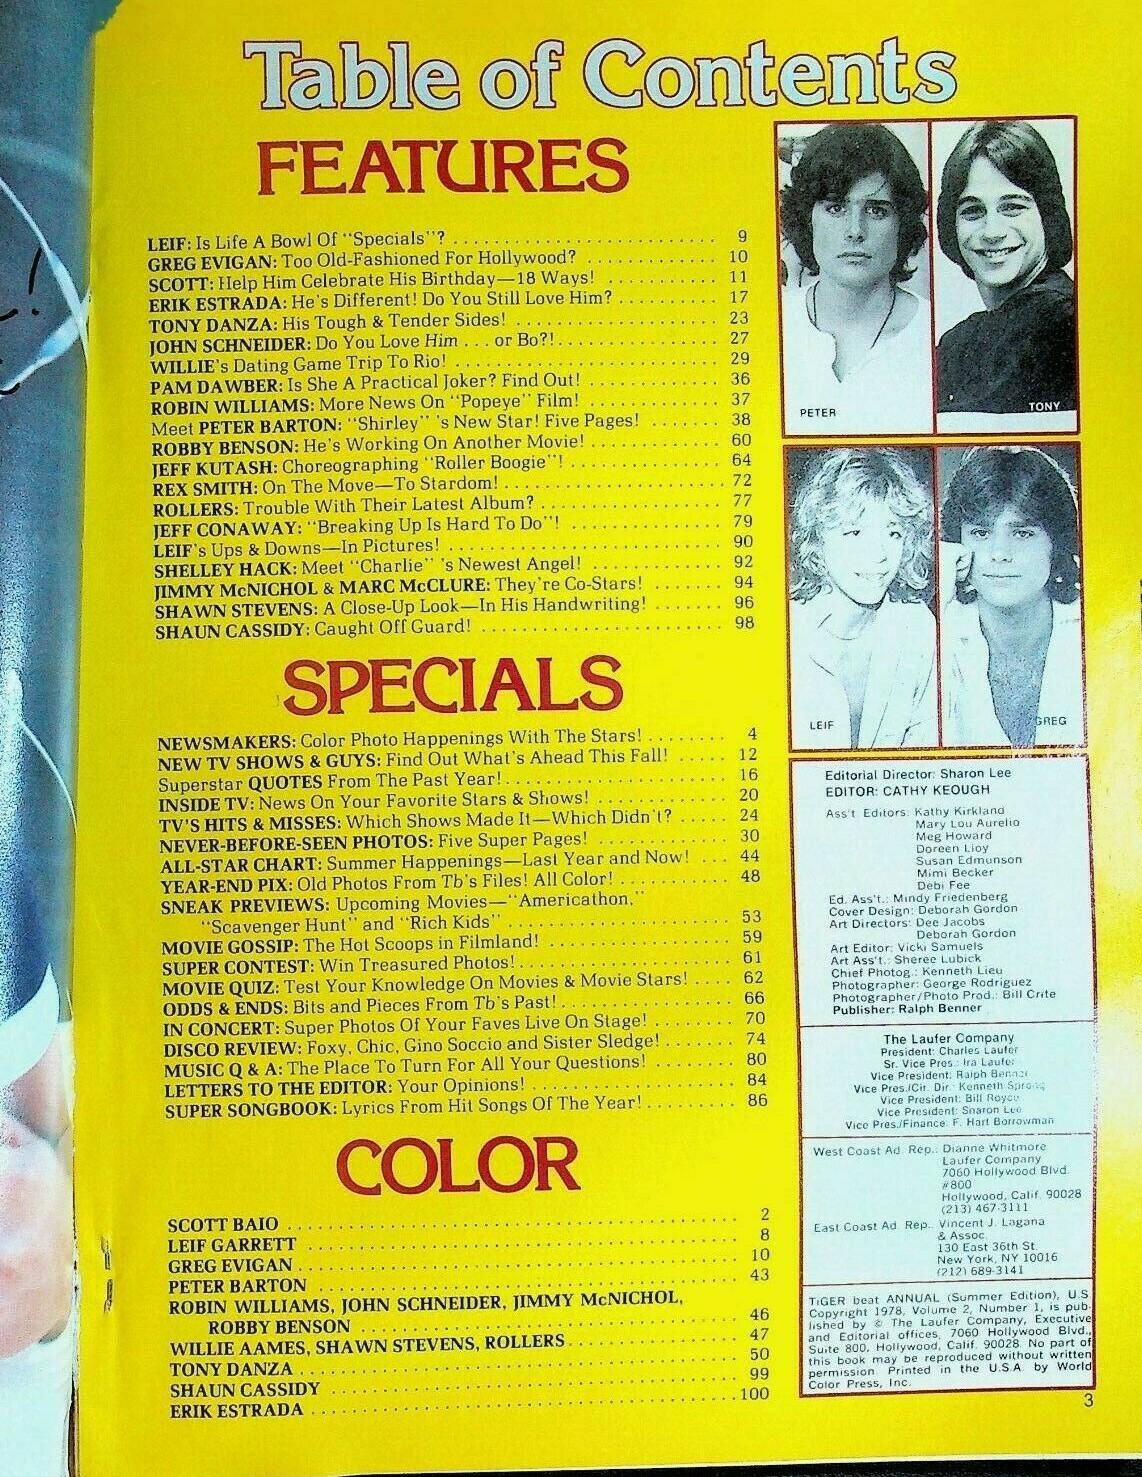 Table of Contents
FEATURES
LEIF: Is Life A Bowl Of "Specials"? 9
GREG EVIGAN: Too Old-Fashioned For Hollywood? 10
SCOTT: Help Him Celebrate His Birthday—18 Ways! 11
ERIK ESTRADA: He's Different! Do You Still Love Him? 17
TONY DANZA: His Tough & Tender Sides! 23
JOHN SCHNEIDER: Do You Love Him . . . or Bo?! 27
WILLIE's Dating Game Trip To Rio! 29
PAM DAWBER: Is She A Practical Joker? Find Out! 36
ROBIN WILLIAMS: More News On "Popeye" Film! 37
Meet PETER BARTON: "Shirley" 's New Star! Five Pages! 38
ROBBY BENSON: He's Working On Another Movie! 60
JEFF KUTASH: Choreographing "Roller Boogie"! 64
REX SMITH: On The Move—To Stardom! 72
ROLLERS: Trouble With Their Latest Album? 77
JEFF CONAWAY: "Breaking Up Is Hard To Do"! 79
LEIF's Ups & Downs—In Pictures! 90
SHELLEY HACK: Meet "Charlie" 's Newest Angel! 92
JIMMY McNICHOL & MARC McCLURE: They're Co-Stars! 94
SHAWN STEVENS: A Close-Up Look—In His Handwriting! 96
SHAUN CASSIDY: Caught Off Guard! 98
SPECIALS
NEWSMAKERS: Color Photo Happenings With The Stars! 4
NEW TV SHOWS & GUYS: Find Out What's Ahead This Fall! 12
Superstar QUOTES From The Past Year! 16
INSIDE TV: News On Your Favorite Stars & Shows! 20
TV'S HITS & MISSES: Which Shows Made It—Which Didn't? 24
NEVER-BEFORE-SEEN PHOTOS: Five Super Pages! 30
ALL-STAR CHART: Summer Happenings—Last Year and Now! 44
YEAR-END PIX: Old Photos From Tb's Files! All Color! 48
SNEAK PREVIEWS: Upcoming Movies—"Americathon,"
"Scavenger Hunt" and "Rich Kids" 53
MOVIE GOSSIP: The Hot Scoops in Filmland! 59
SUPER CONTEST: Win Treasured Photos! 61
MOVIE QUIZ: Test Your Knowledge On Movies & Movie Stars! 62
ODDS & ENDS: Bits and Pieces From Tb's Past! 66
IN CONCERT: Super Photos Of Your Faves Live On Stage! 70
DISCO REVIEW: Foxy, Chic, Gino Soccio and Sister Sledge! 74
MUSIC Q & A: The Place To Turn For All Your Questions! 80
LETTERS TO THE EDITOR: Your Opinions! 84
SUPER SONGBOOK: Lyrics From Hit Songs Of The Year! 86
COLOR
SCOTT BAIO 2
LEIF GARRETT 8
GREG EVIGAN 10
PETER BARTON 43
ROBIN WILLIAMS, JOHN SCHNEIDER, JIMMY McNICHOL,
ROBBY BENSON 46
WILLIE AAMES, SHAWN STEVENS, ROLLERS 47
TONY DANZA 50
SHAUN CASSIDY 99
ERIK ESTRADA 100
PETER
TONY
LEIF
GREG
Editorial Director: Sharon Lee
EDITOR: CATHY KEOUGH
Ass't Editors: Kathy Kirkland
Mary Lou Aurelio
Meg Howard
Doreen Lioy
Susan Edmunson
Mimi Becker
Debi Fee
Ed. Ass't.: Mindy Friedenberg
Cover Design: Deborah Gordon
Art Directors: Dee Jacobs
Deborah Gordon
Art Editor: Vicki Samuels
Art Ass't.: Sheree Lubick
Chief Photog.: Kenneth Lieu
Photographer: George Rodriguez
Photographer/Photo Prod.: Bill Crite
Publisher: Ralph Benner
The Laufer Company
President: Charles Laufer
Sr. Vice Pres.: Ira Laufer
Vice President: Ralph Benner
Vice Pres./Cir. Dir.: Kenneth Sprong
Vice President: Bill Royce
Vice President: Sharon Lee
Vice Pres./Finance: F. Hart Borrowman
West Coast Ad. Rep.: Dianne Whitmore
Laufer Company
7060 Hollywood Blvd.
#800
Hollywood, Calif. 90028
(213) 467-3111
East Coast Ad. Rep.: Vincent J. Lagana
& Assoc.
130 East 36th St.
New York, NY 10016
(212) 689-3141
TiGER beat ANNUAL (Summer Edition), U.S.
Copyright 1978, Volume 2, Number 1, is pub-
lished by © The Laufer Company, Executive
and Editorial offices, 7060 Hollywood Blvd.,
Suite 800, Hollywood, Calif. 90028. No part of
this book may be reproduced without written
permission. Printed in the U.S.A. by World
Color Press, Inc.
3